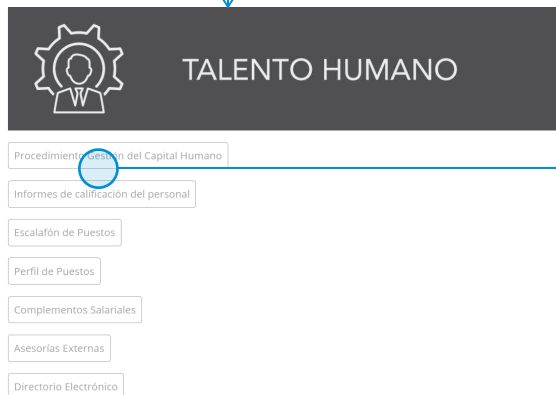 TALENTO HUMANO
Procedimiento Gestión del Capital Humano
Informes de calificación del personal
Escalafón de Puestos
Perfil de Puestos
Complementos Salariales
Asesorías Externas
Directorio Electrónico